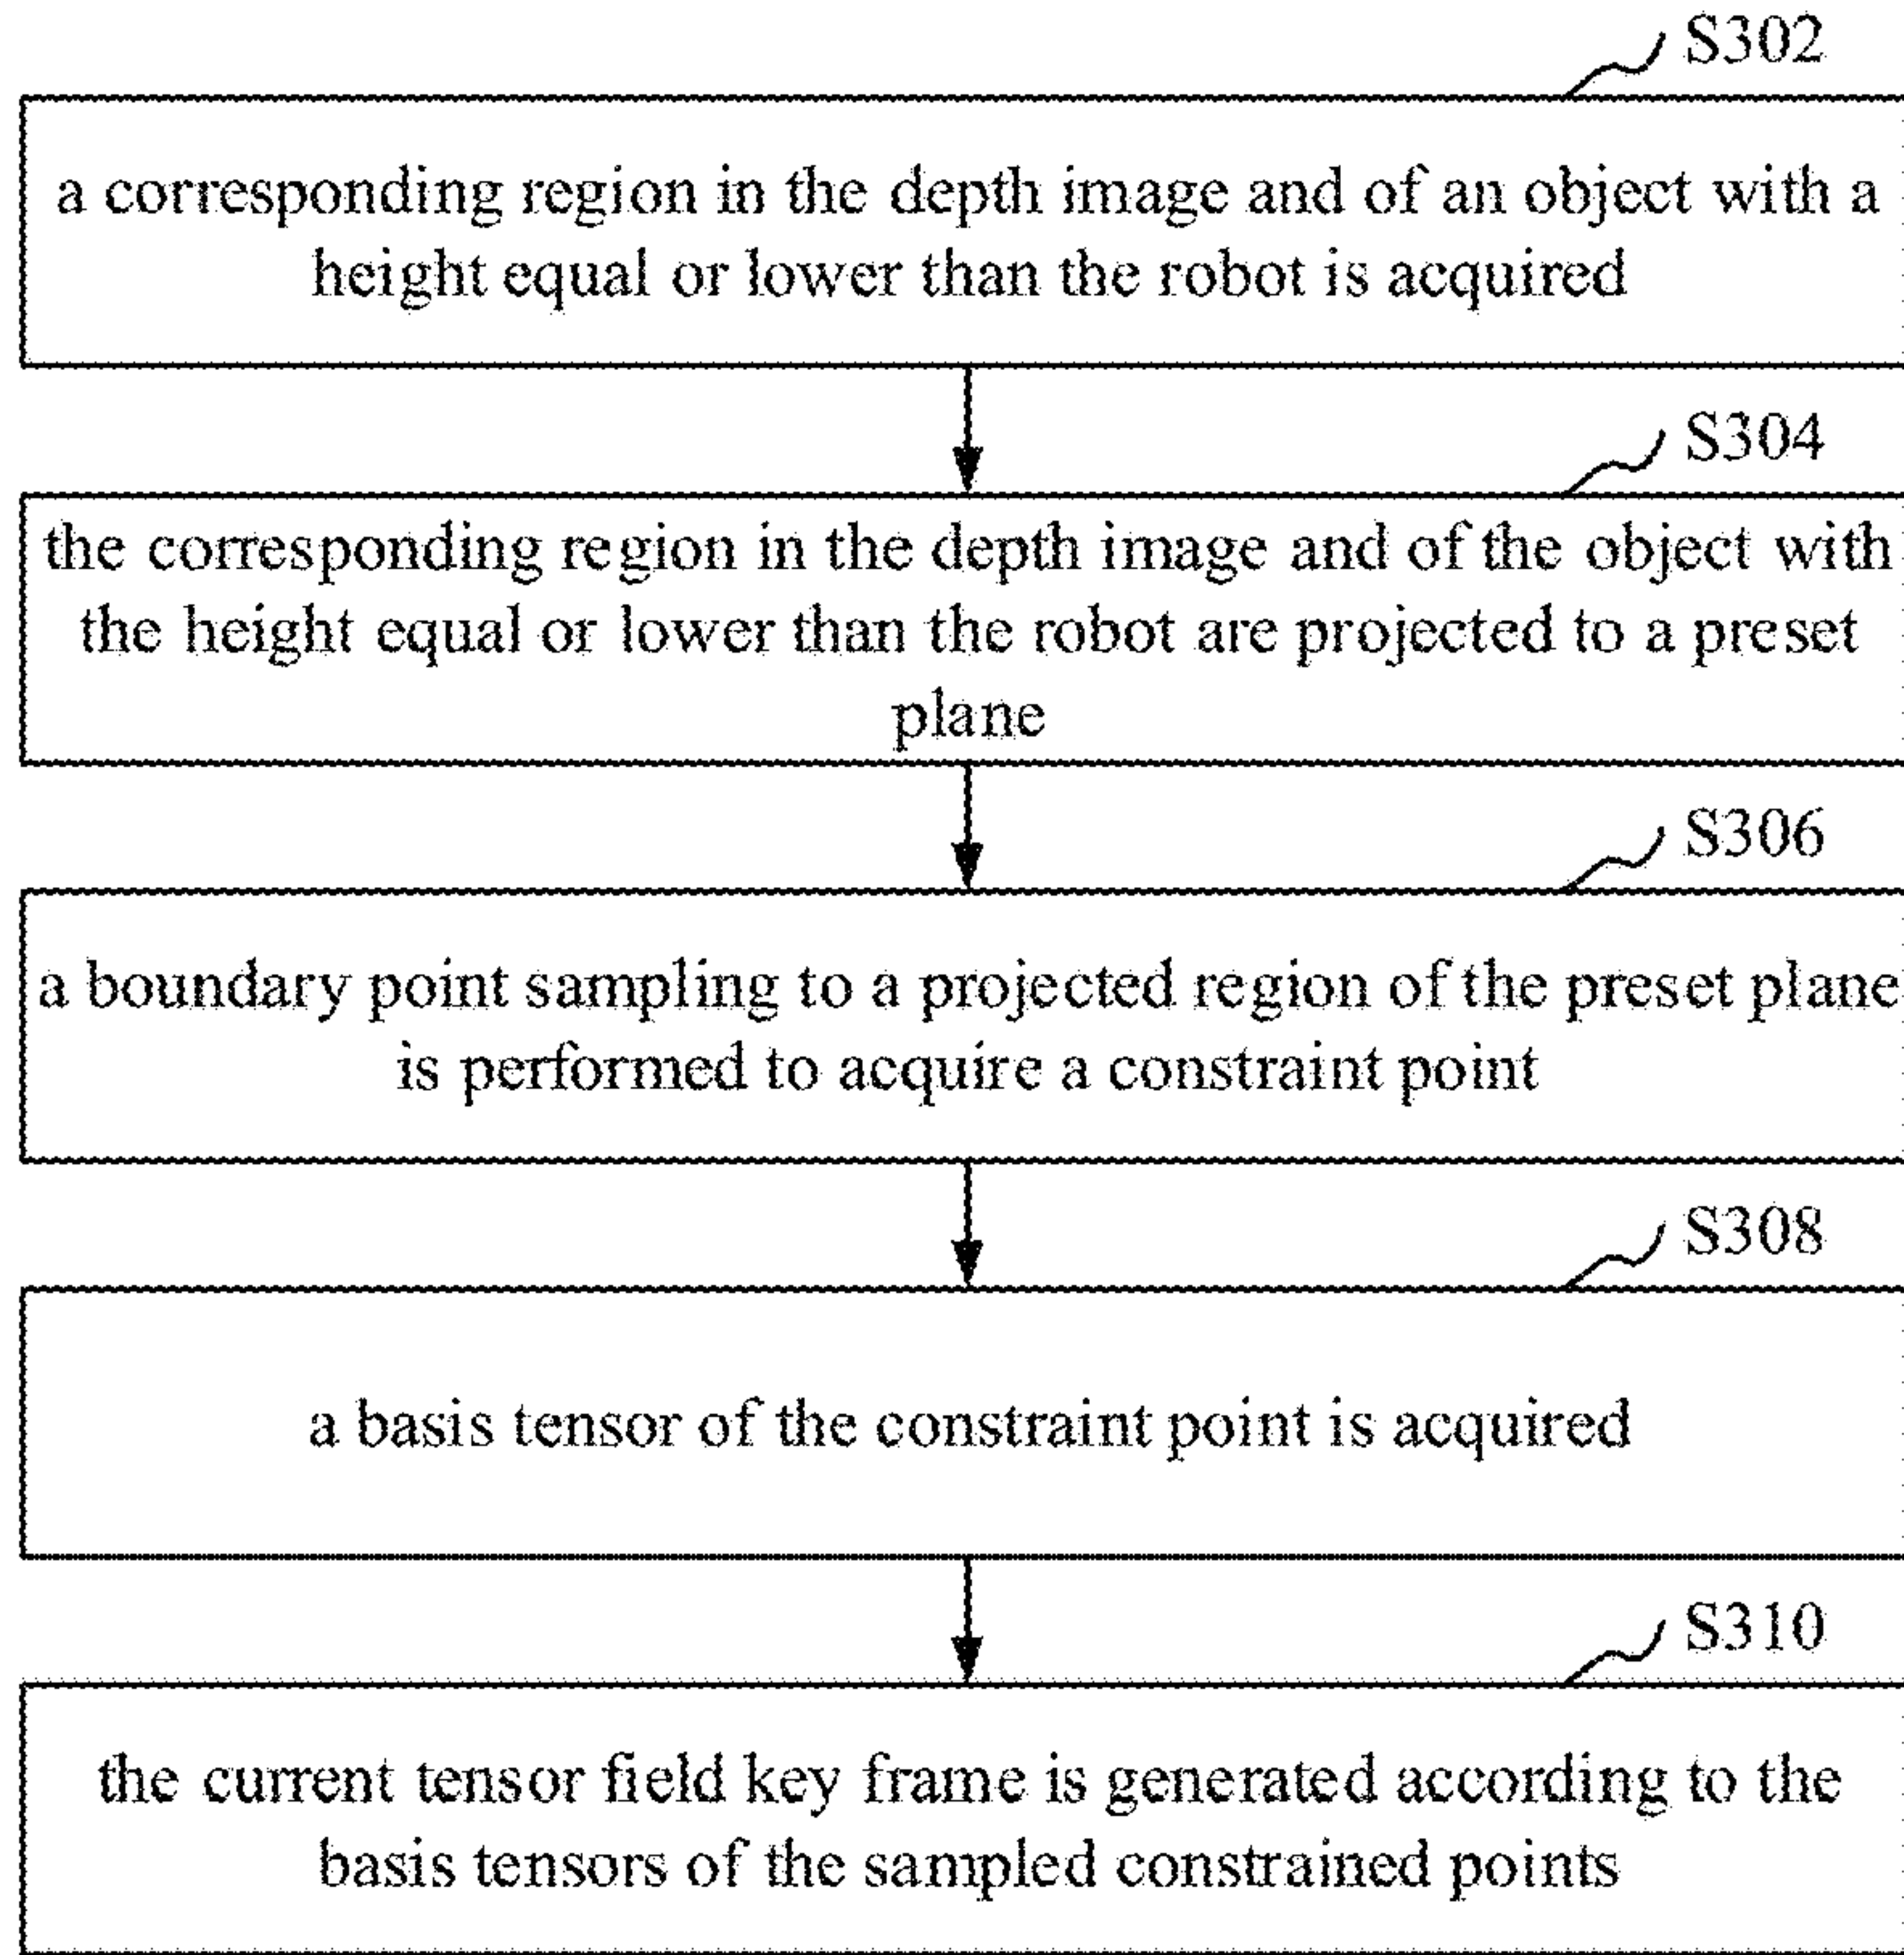 S302
a corresponding region in the depth image and of an object with a
height equal or lower than the robot is acquired
S304
the corresponding region in the depth image and of the object with
the height equal or lower than the robot are projected to a preset
plane
S306
a boundary point sampling to a projected region of the preset plane
is performed to acquire a constraint point
S308
a basis tensor of the constraint point is acquired
S310
the current tensor field key frame is generated according to the
basis tensors of the sampled constrained points